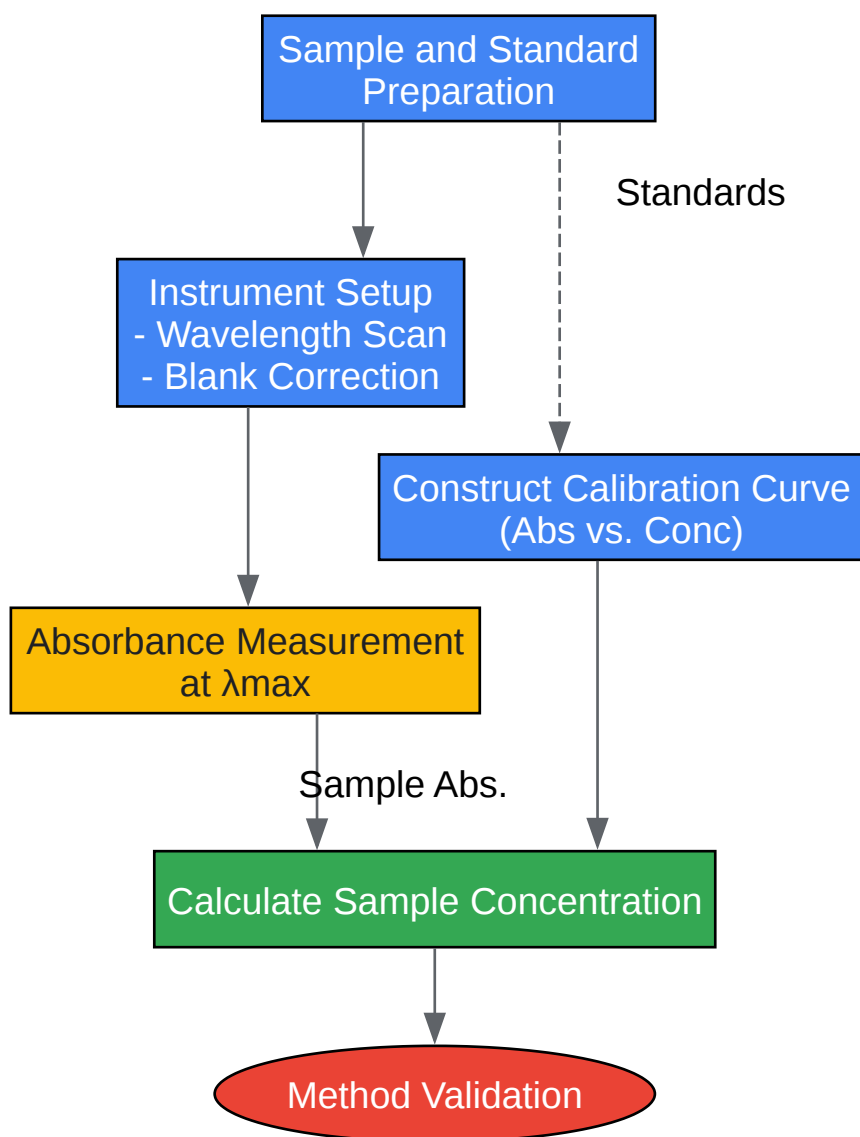 Sample and Standard
Preparation
Standards
Instrument Setup
- Wavelength Scan
- Blank Correction
Construct Calibration Curve
(Abs vs. Conc)
Absorbance Measurement
at λmax
Sample Abs.
Calculate Sample Concentration
Method Validation